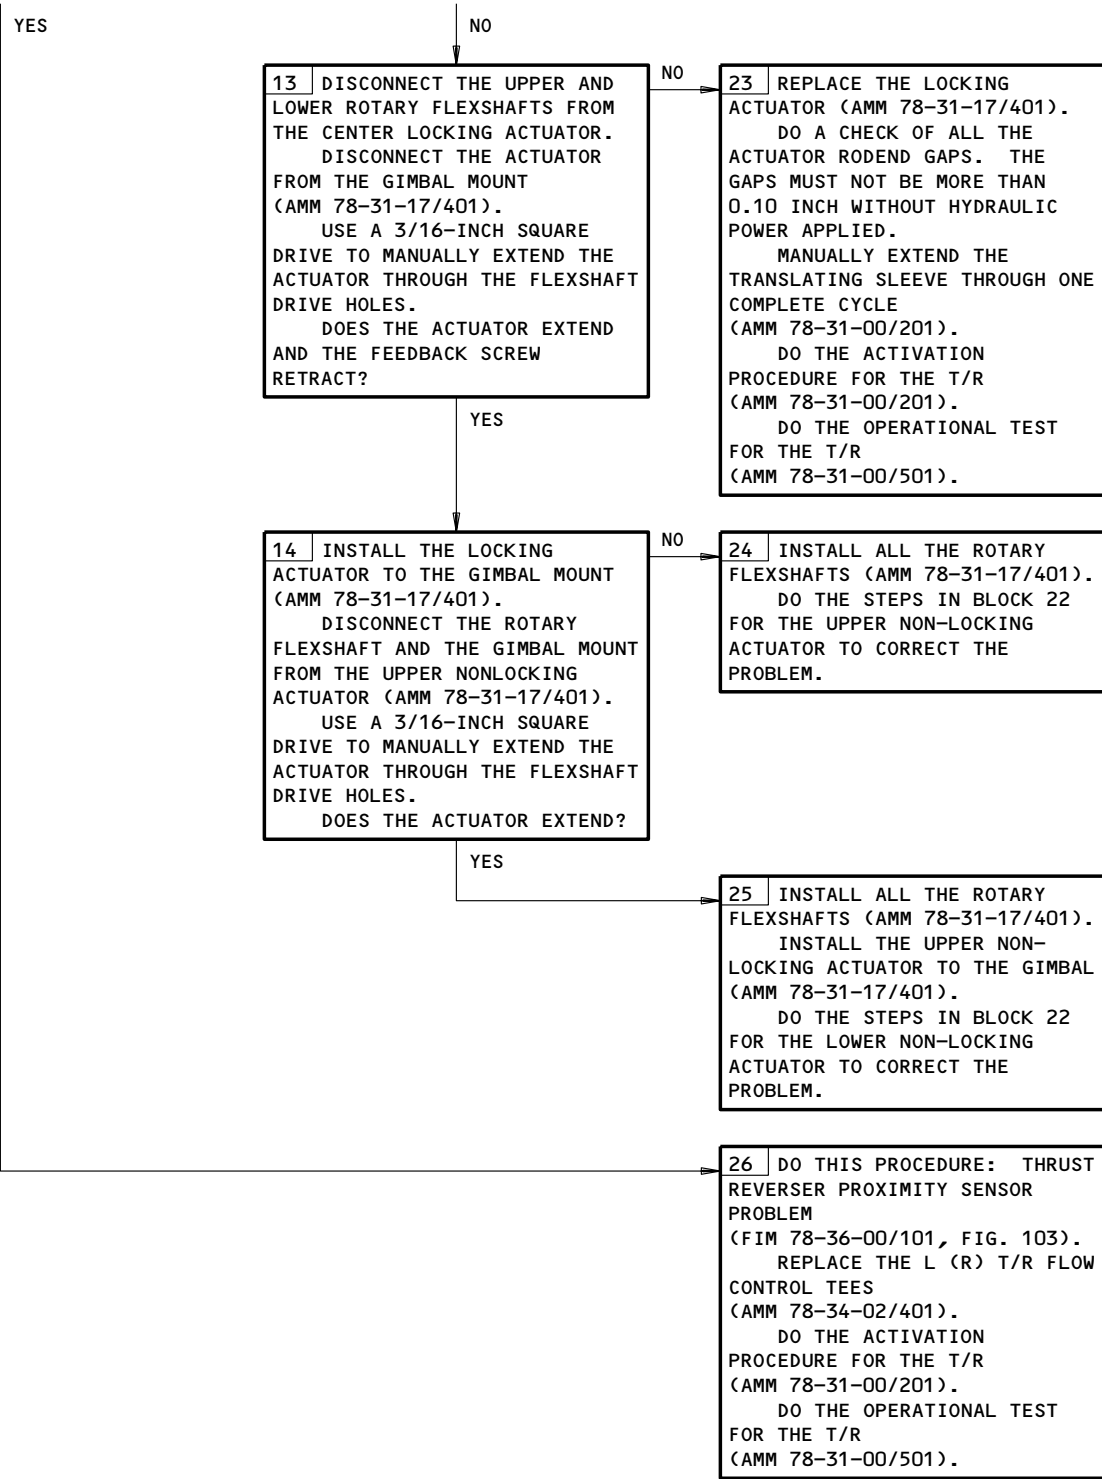 YES
NO
13 DISCONNECT THE UPPER AND
LOWER ROTARY FLEXSHAFTS FROM
THE CENTER LOCKING ACTUATOR.
DISCONNECT THE ACTUATOR
FROM THE GIMBAL MOUNT
(AMM 78-31-17/401).
USE A 3/16-INCH SQUARE
DRIVE TO MANUALLY EXTEND THE
ACTUATOR THROUGH THE FLEXSHAFT
DRIVE HOLES.
DOES THE ACTUATOR EXTEND
AND THE FEEDBACK SCREW
RETRACT?
NO
23 REPLACE THE LOCKING
ACTUATOR (AMM 78-31-17/401).
DO A CHECK OF ALL THE
ACTUATOR RODEND GAPS. THE
GAPS MUST NOT BE MORE THAN
0.10 INCH WITHOUT HYDRAULIC
POWER APPLIED.
MANUALLY EXTEND THE
TRANSLATING SLEEVE THROUGH ONE
COMPLETE CYCLE
(AMM 78-31-00/201).
DO THE ACTIVATION
PROCEDURE FOR THE T/R
(AMM 78-31-00/201).
DO THE OPERATIONAL TEST
FOR THE T/R
(AMM 78-31-00/501).
YES
14 INSTALL THE LOCKING
ACTUATOR TO THE GIMBAL MOUNT
(AMM 78-31-17/401).
DISCONNECT THE ROTARY
FLEXSHAFT AND THE GIMBAL MOUNT
FROM THE UPPER NONLOCKING
ACTUATOR (AMM 78-31-17/401).
USE A 3/16-INCH SQUARE
DRIVE TO MANUALLY EXTEND THE
ACTUATOR THROUGH THE FLEXSHAFT
DRIVE HOLES.
DOES THE ACTUATOR EXTEND?
NO
24 INSTALL ALL THE ROTARY
FLEXSHAFTS (AMM 78-31-17/401).
DO THE STEPS IN BLOCK 22
FOR THE UPPER NON-LOCKING
ACTUATOR TO CORRECT THE
PROBLEM.
YES
25 INSTALL ALL THE ROTARY
FLEXSHAFTS (AMM 78-31-17/401).
INSTALL THE UPPER NON-
LOCKING ACTUATOR TO THE GIMBAL
(AMM 78-31-17/401).
DO THE STEPS IN BLOCK 22
FOR THE LOWER NON-LOCKING
ACTUATOR TO CORRECT THE
PROBLEM.
26 DO THIS PROCEDURE: THRUST
REVERSER PROXIMITY SENSOR
PROBLEM
(FIM 78-36-00/101, FIG. 103).
REPLACE THE L (R) T/R FLOW
CONTROL TEES
(AMM 78-34-02/401).
DO THE ACTIVATION
PROCEDURE FOR THE T/R
(AMM 78-31-00/201).
DO THE OPERATIONAL TEST
FOR THE T/R
(AMM 78-31-00/501).